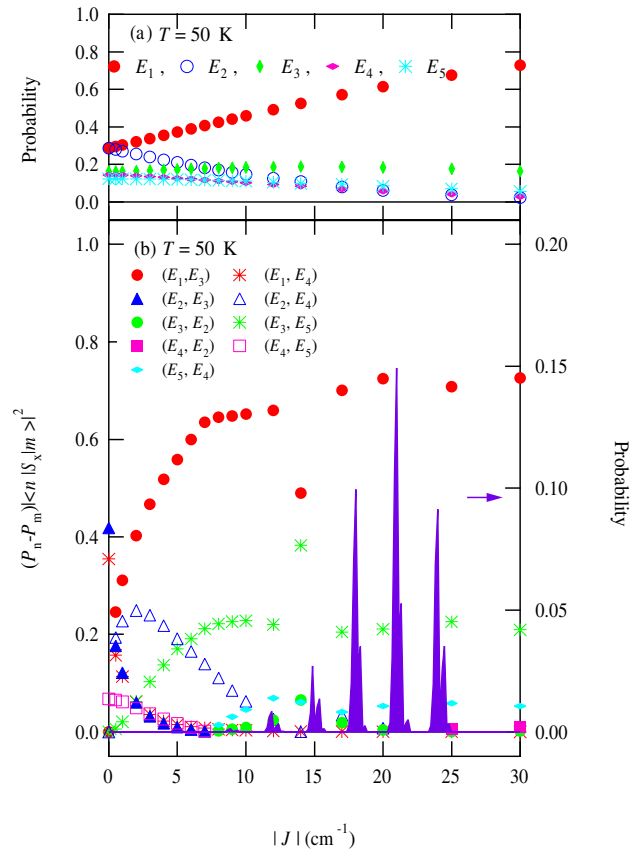 (a) T = 50 K
E1 , E2 , E3 , E4 , E5
Probability
1.0
0.8
0.6
0.4
0.2
0.0
(b) T = 50 K
(E1,E3) (E1, E4)
(E2, E3) (E2, E4)
(E3, E2) (E3, E5)
(E4, E2) (E4, E5)
(E5, E4)
(Pn-Pm)|<n |Sx|m >|2
1.0
0.8
0.6
0.4
0.2
0.0
0.20
0.15
0.10
0.05
0.00
Probability
0 5 10 15 20 25 30
| J | (cm-1)